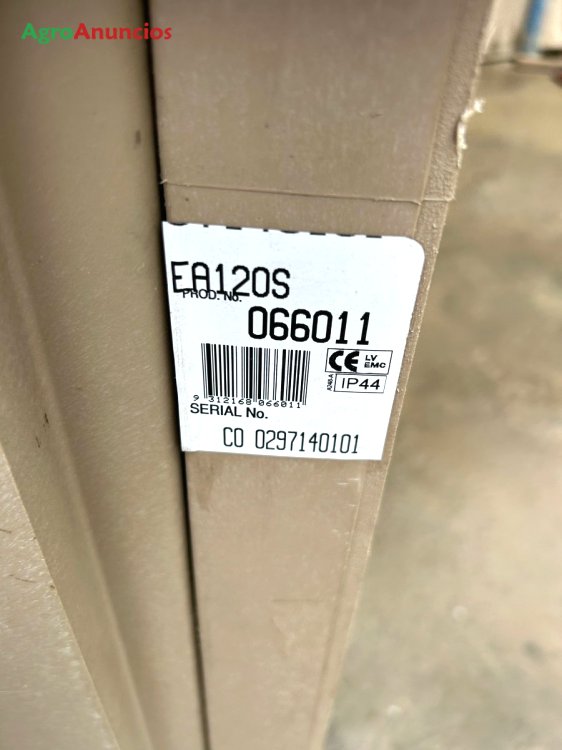 AgroAnuncios
EA120S
PROD. No.
066011
CE LV
EMC
IP44
9 312168 066011
SERIAL No.
CO 0297140101